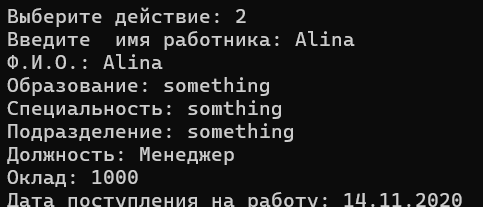 Выберите действие: 2
Введите  имя работника: Alina
Ф.И.О.: Alina
Образование: something
Специальность: somthing
Подразделение: something
Должность: Менеджер
Оклад: 1000
Дата поступления на работу: 14.11.2020